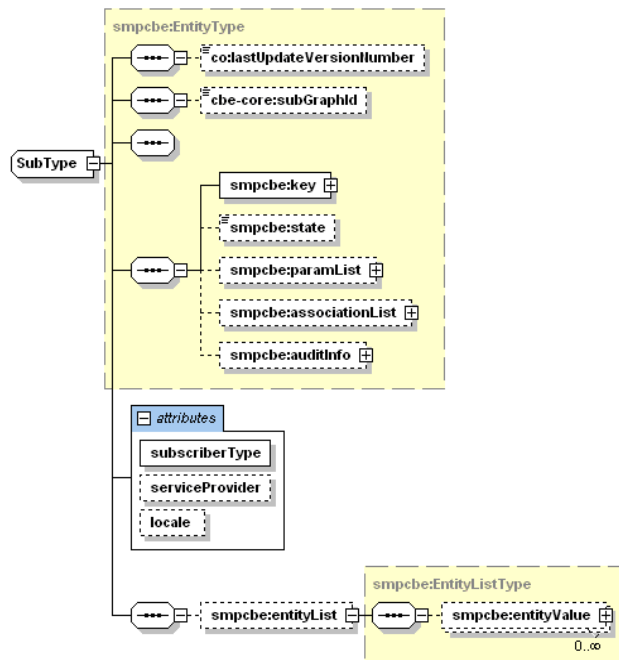 smpcbe:EntityType
co:lastUpdateVersionNumber
cbe-core:subGraphId
SubType
smpcbe:key
smpcbe:state
smpcbe:paramList
smpcbe:associationList
smpcbe:auditInfo
attributes
subscriberType
serviceProvider
locale
smpcbe:EntityListType
smpcbe:entityList
smpcbe:entityValue
0..∞